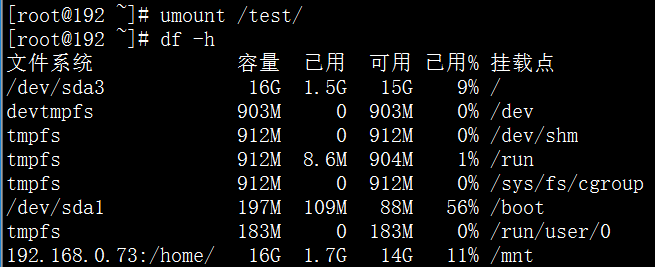 [root@192 ~]# umount /test/
[root@192 ~]# df -h
文件系统 容量 已用 可用 已用% 挂载点
/dev/sda3 16G 1.5G 15G 9% /
devtmpfs 903M 0 903M 0% /dev
tmpfs 912M 0 912M 0% /dev/shm
tmpfs 912M 8.6M 904M 1% /run
tmpfs 912M 0 912M 0% /sys/fs/cgroup
/dev/sda1 197M 109M 88M 56% /boot
tmpfs 183M 0 183M 0% /run/user/0
192.168.0.73:/home/ 16G 1.7G 14G 11% /mnt